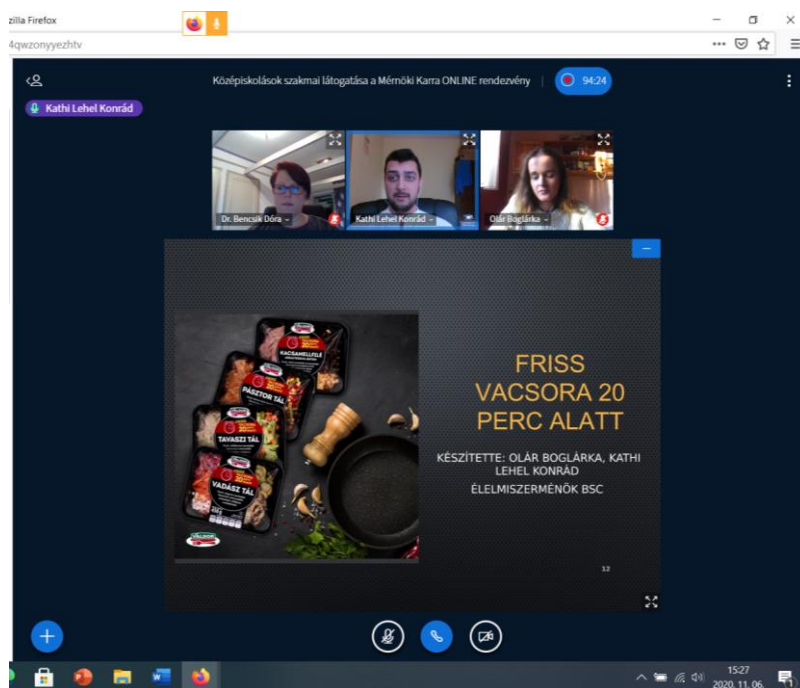 zilla Firefox
4qwzonyyezhtv
Középiskolások szakmai látogatása a Mérnöki Karra ONLINE rendezvény
94:24
Kathi Lehel Konrád
Dr. Bencsik Dóra
Kathi Lehel Konrád
Olár Boglárka
KACSAMELLFILÉ
PÁSZTOR TÁL
TAVASZI TÁL
VADÁSZ TÁL
FRISS
VACSORA 20
PERC ALATT
KÉSZÍTETTE: OLÁR BOGLÁRKA, KATHI
LEHEL KONRÁD
ÉLELMISZERMÉNÖK BSC
12
15:27
2020. 11. 06.